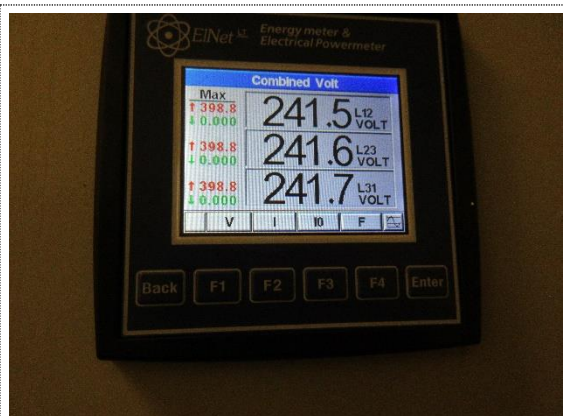 ElNet
Energy meter &
Electrical Powermeter
Combined Volt
Max
↑ 398.8
↓ 0.000
241.5 L12 VOLT
↑ 398.8
↓ 0.000
241.6 L23 VOLT
↑ 398.8
↓ 0.000
241.7 L31 VOLT
V I I0 F
Back F1 F2 F3 F4 Enter